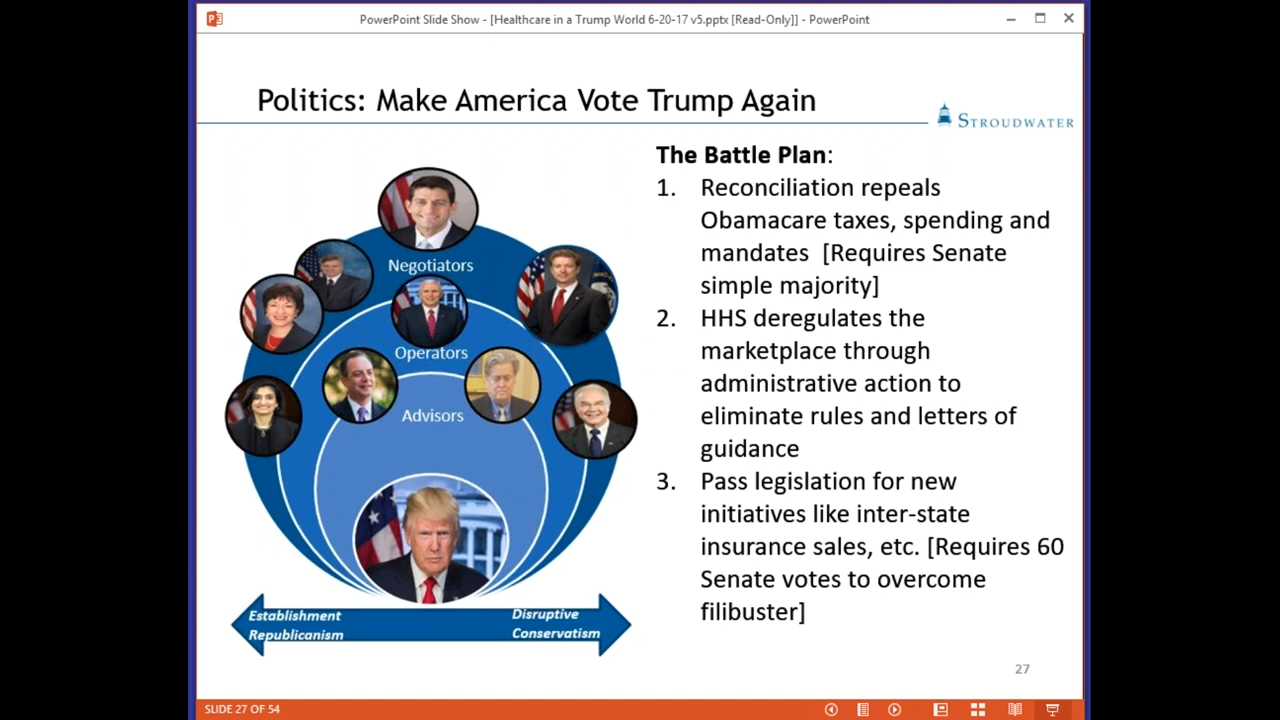 PowerPoint Slide Show - [Healthcare in a Trump World 6-20-17 v5.pptx [Read-Only]] - PowerPoint
Politics: Make America Vote Trump Again
STROUDWATER
The Battle Plan:
1. Reconciliation repeals
Obamacare taxes, spending and
mandates [Requires Senate
simple majority]
2. HHS deregulates the
marketplace through
administrative action to
eliminate rules and letters of
guidance
3. Pass legislation for new
initiatives like inter-state
insurance sales, etc. [Requires 60
Senate votes to overcome
filibuster]
Negotiators
Operators
Advisors
Establishment
Republicanism
Disruptive
Conservatism
27
SLIDE 27 OF 54